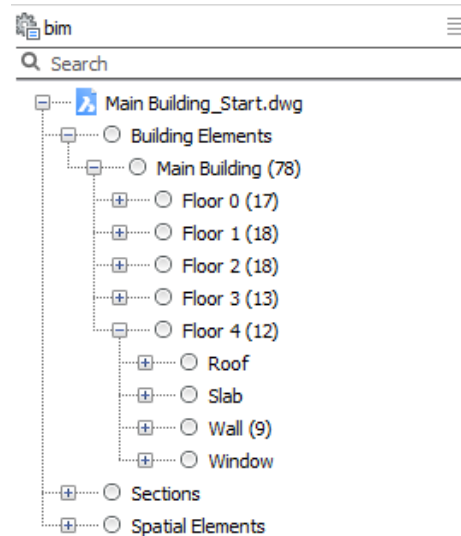 bim
Search
Main Building_Start.dwg
Building Elements
Main Building (78)
Floor 0 (17)
Floor 1 (18)
Floor 2 (18)
Floor 3 (13)
Floor 4 (12)
Roof
Slab
Wall (9)
Window
Sections
Spatial Elements